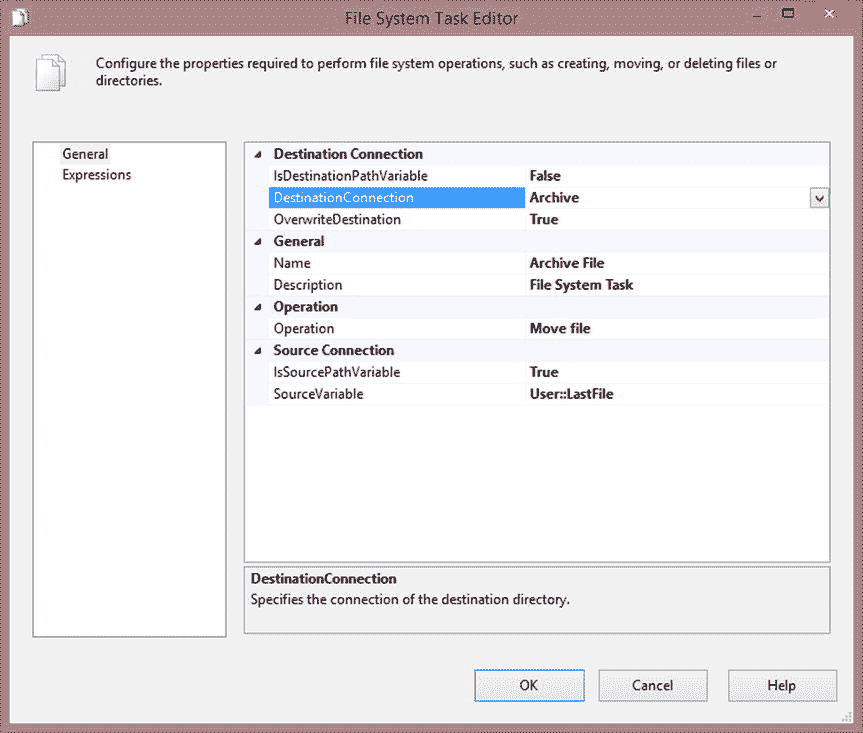 File System Task Editor
Configure the properties required to perform file system operations, such as creating, moving, or deleting files or
directories.
General
Expressions
Destination Connection
IsDestinationPathVariable False
DestinationConnection Archive
OverwriteDestination True
General
Name Archive File
Description File System Task
Operation
Operation Move file
Source Connection
IsSourcePathVariable True
SourceVariable User::LastFile
DestinationConnection
Specifies the connection of the destination directory.
OK Cancel Help